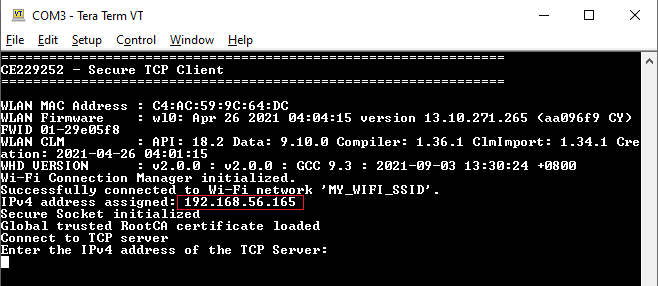 COM3 - Tera Term VT
File Edit Setup Control Window Help
===============================================================
CE229252 - Secure TCP Client
===============================================================
WLAN MAC Address : C4:AC:59:9C:64:DC
WLAN Firmware : wl0: Apr 26 2021 04:04:15 version 13.10.271.265 (aa096f9 CY)
FWID 01-29e05f8
WLAN CLM : API: 18.2 Data: 9.10.0 Compiler: 1.36.1 ClmImport: 1.34.1 Cre
ation: 2021-04-26 04:01:15
WHD VERSION : v2.0.0 : v2.0.0 : GCC 9.3 : 2021-09-03 13:30:24 +0800
Wi-Fi Connection Manager initialized.
Successfully connected to Wi-Fi network 'MY_WIFI_SSID'.
IPv4 address assigned: 192.168.56.165
Secure Socket initialized
Global trusted RootCA certificate loaded
Connect to TCP server
Enter the IPv4 address of the TCP Server: